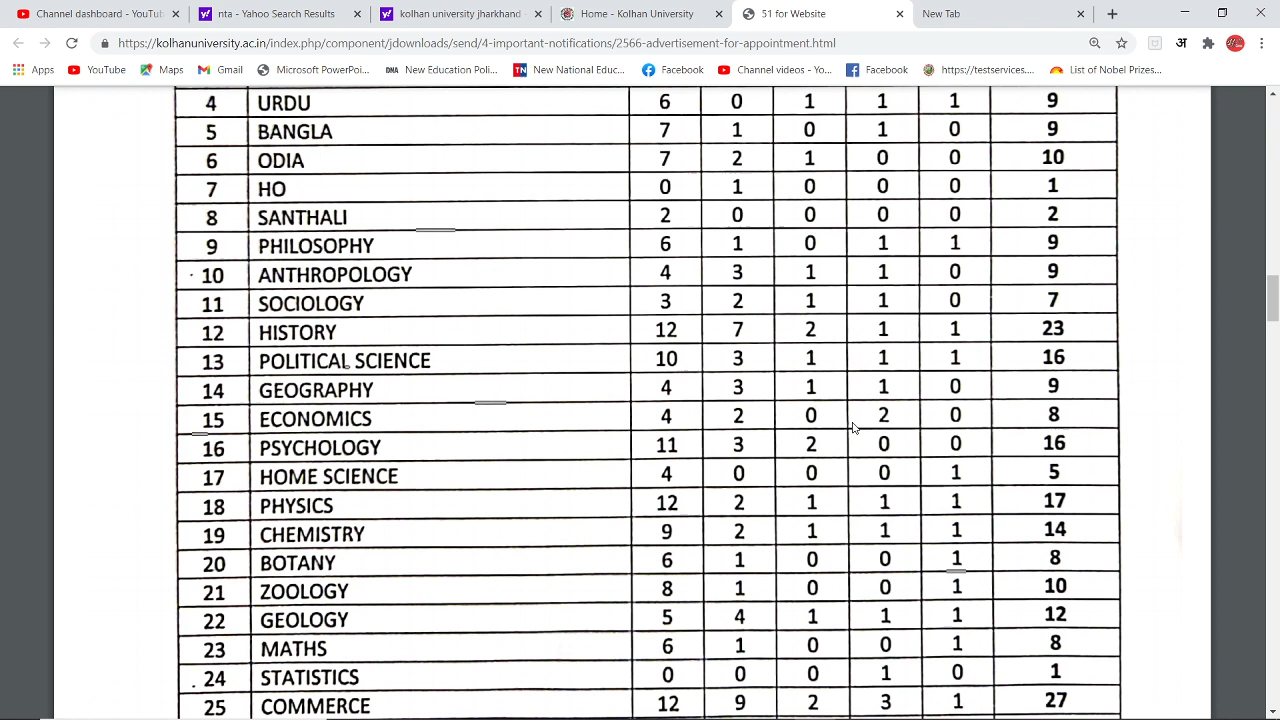 Channel dashboard - YouTub
nta - Yahoo Search Results
kolhan university jharkhand -
Home - Kolhan University
51 for Website
New Tab
https://kolhanuniversity.ac.in/index.php/component/jdownloads/send/4-important-notifications/2566-advertisement-for-appointment.html
अ
Apps YouTube Maps Gmail Microsoft PowerPoi... DNA New Education Poli... TN New National Educ... Facebook Channel videos - Yo... Facebook https://testservices.... List of Nobel Prizes...
4 URDU 6 0 1 1 1 9
5 BANGLA 7 1 0 1 0 9
6 ODIA 7 2 1 0 0 10
7 HO 0 1 0 0 0 1
8 SANTHALI 2 0 0 0 0 2
9 PHILOSOPHY 6 1 0 1 1 9
10 ANTHROPOLOGY 4 3 1 1 0 9
11 SOCIOLOGY 3 2 1 1 0 7
12 HISTORY 12 7 2 1 1 23
13 POLITICAL SCIENCE 10 3 1 1 1 16
14 GEOGRAPHY 4 3 1 1 0 9
15 ECONOMICS 4 2 0 2 0 8
16 PSYCHOLOGY 11 3 2 0 0 16
17 HOME SCIENCE 4 0 0 0 1 5
18 PHYSICS 12 2 1 1 1 17
19 CHEMISTRY 9 2 1 1 1 14
20 BOTANY 6 1 0 0 1 8
21 ZOOLOGY 8 1 0 0 1 10
22 GEOLOGY 5 4 1 1 1 12
23 MATHS 6 1 0 0 1 8
24 STATISTICS 0 0 0 1 0 1
25 COMMERCE 12 9 2 3 1 27